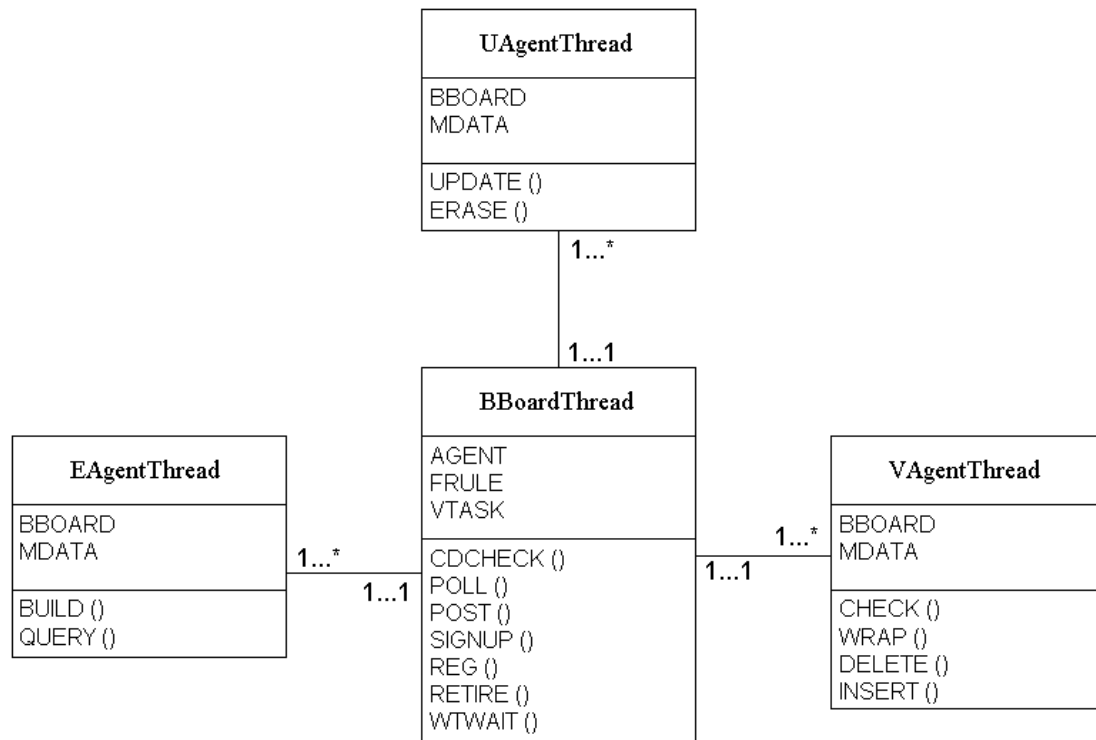 UAgentThread
BBOARD
MDATA
UPDATE ()
ERASE ()
1...*
1...1
BBoardThread
AGENT
FRULE
VTASK
CDCHECK ()
POLL ()
POST ()
SIGNUP ()
REG ()
RETIRE ()
WTWAIT ()
EAgentThread
BBOARD
MDATA
BUILD ()
QUERY ()
1...*
1...1
VAgentThread
BBOARD
MDATA
CHECK ()
WRAP ()
DELETE ()
INSERT ()
1...*
1...1